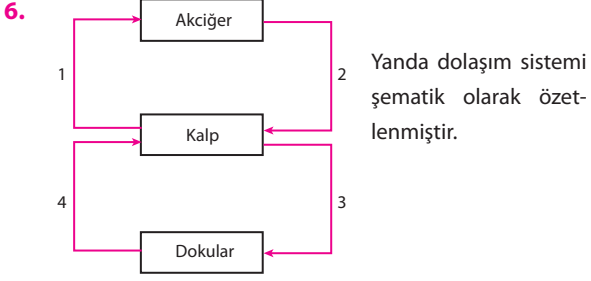 6.
Akciğer
1
2
Yanda dolaşım sistemi
şematik olarak özet-
lenmiştir.
Kalp
4
3
Dokular